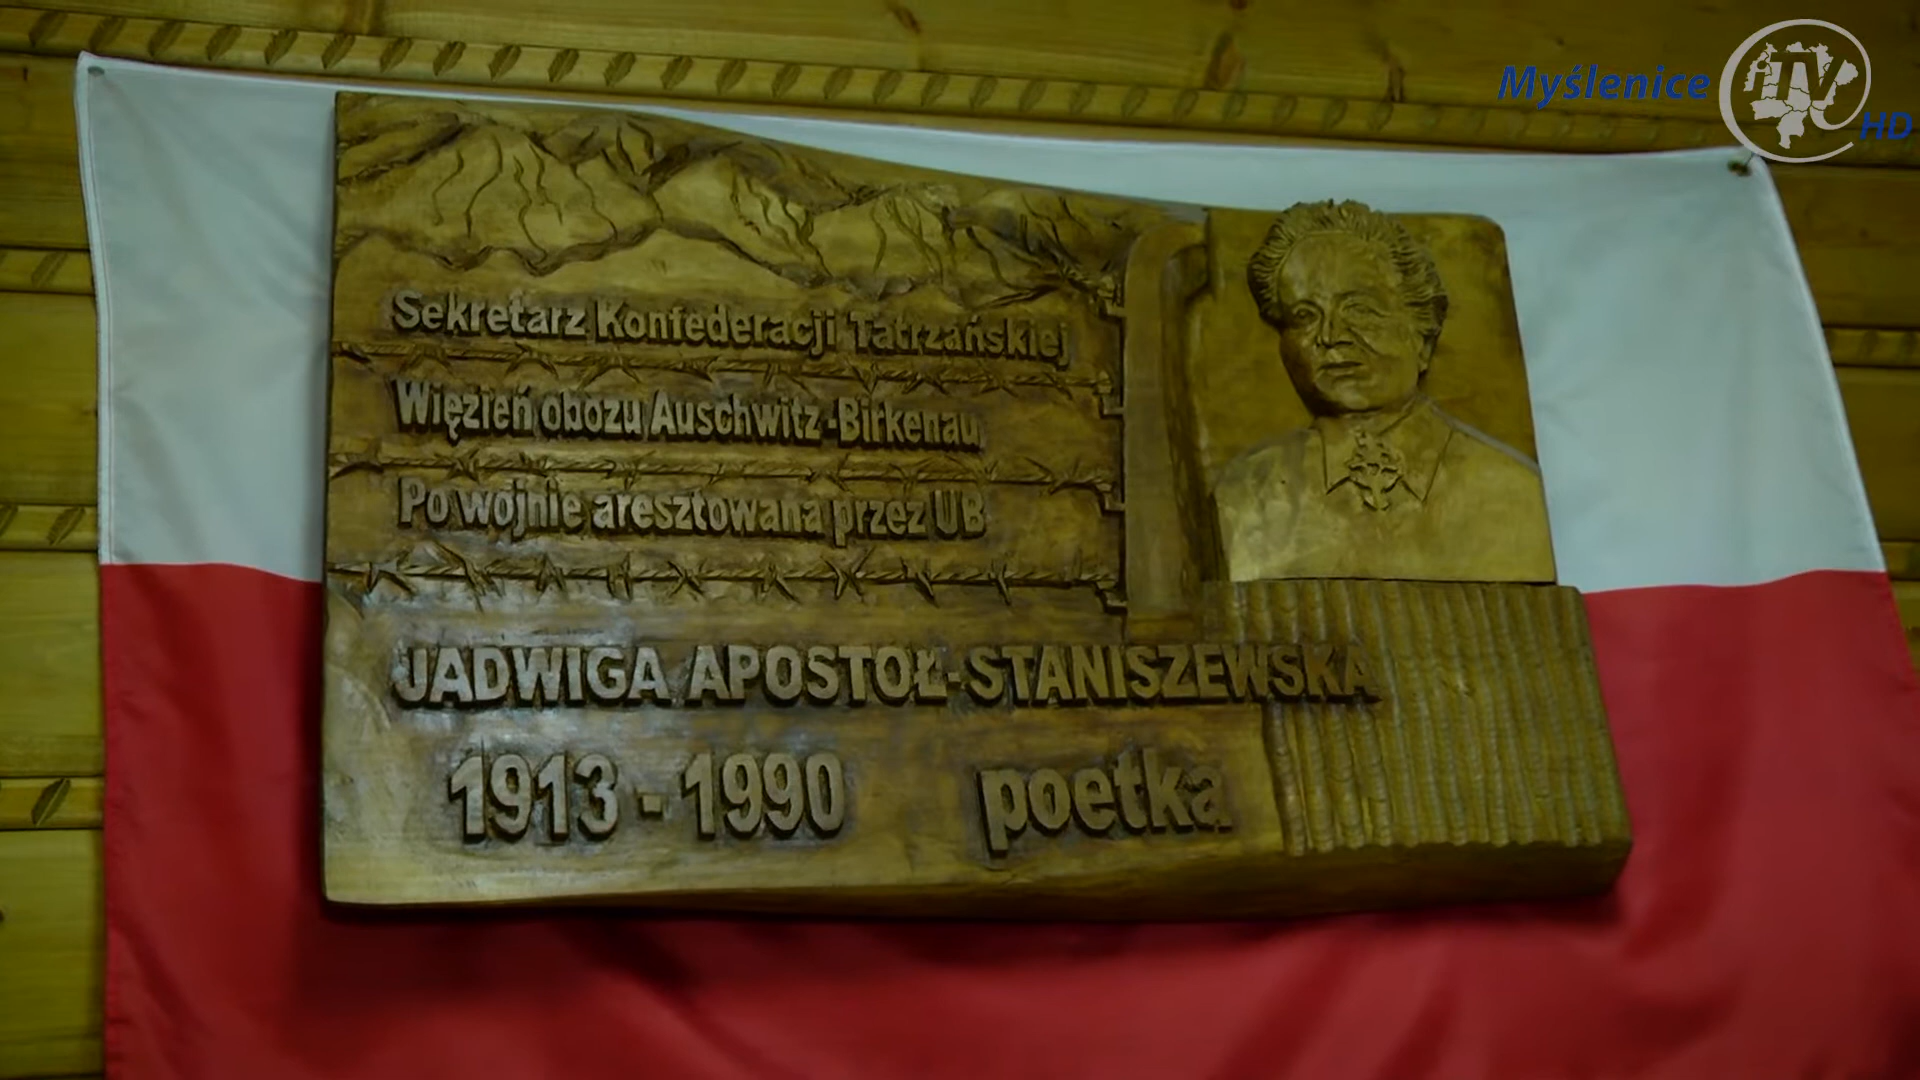 Myślenice iTV HD
Sekretarz Konfederacji Tatrzańskiej
Więzień obozu Auschwitz-Birkenau
Po wojnie aresztowana przez UB
JADWIGA APOSTOŁ-STANISZEWSKA
1913 - 1990 poetka